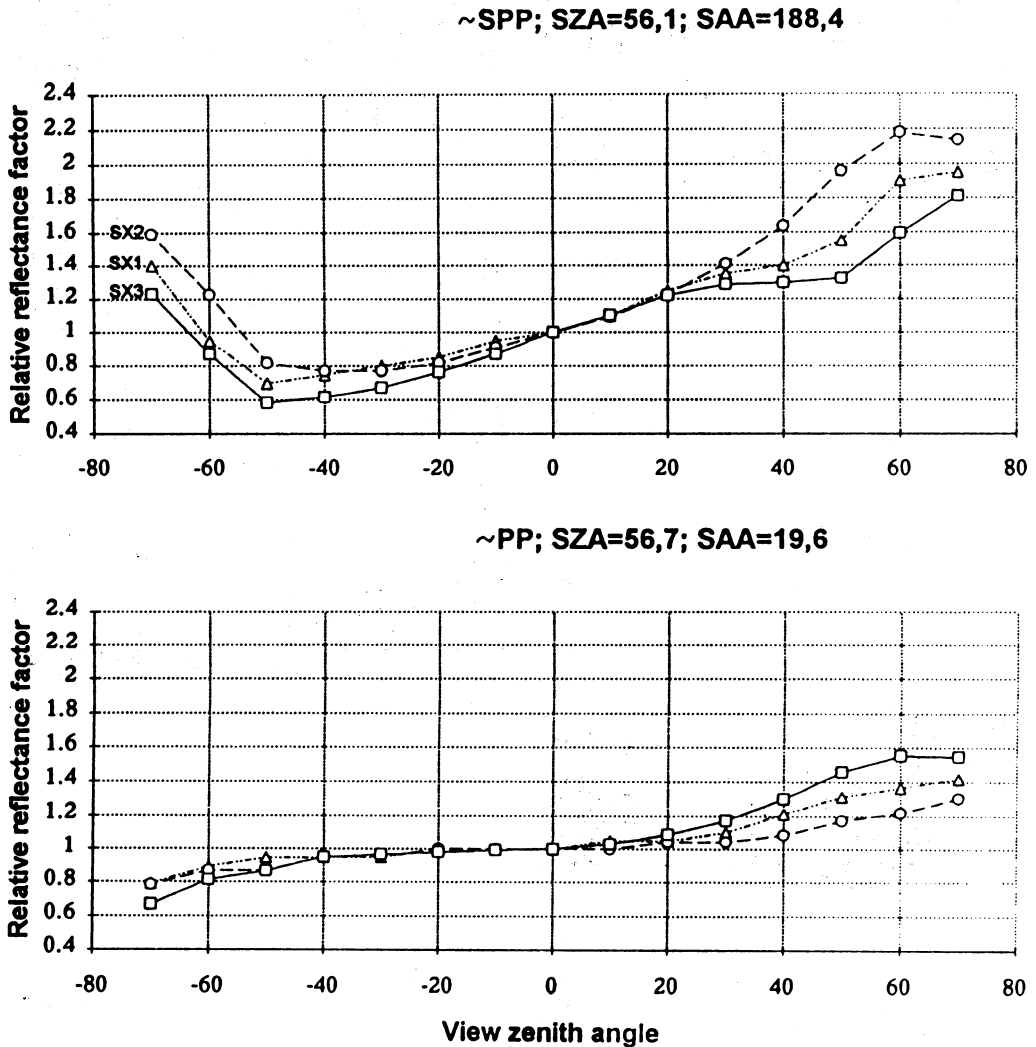 ~SPP; SZA=56,1; SAA=188,4
Relative reflectance factor
2.4
2.2
2
1.8
1.6
1.4
1.2
1
0.8
0.6
0.4
SX2
SX1
SX3
-80 -60 -40 -20 0 20 40 60 80
~PP; SZA=56,7; SAA=19,6
Relative reflectance factor
2.4
2.2
2
1.8
1.6
1.4
1.2
1
0.8
0.6
0.4
-80 -60 -40 -20 0 20 40 60 80
View zenith angle